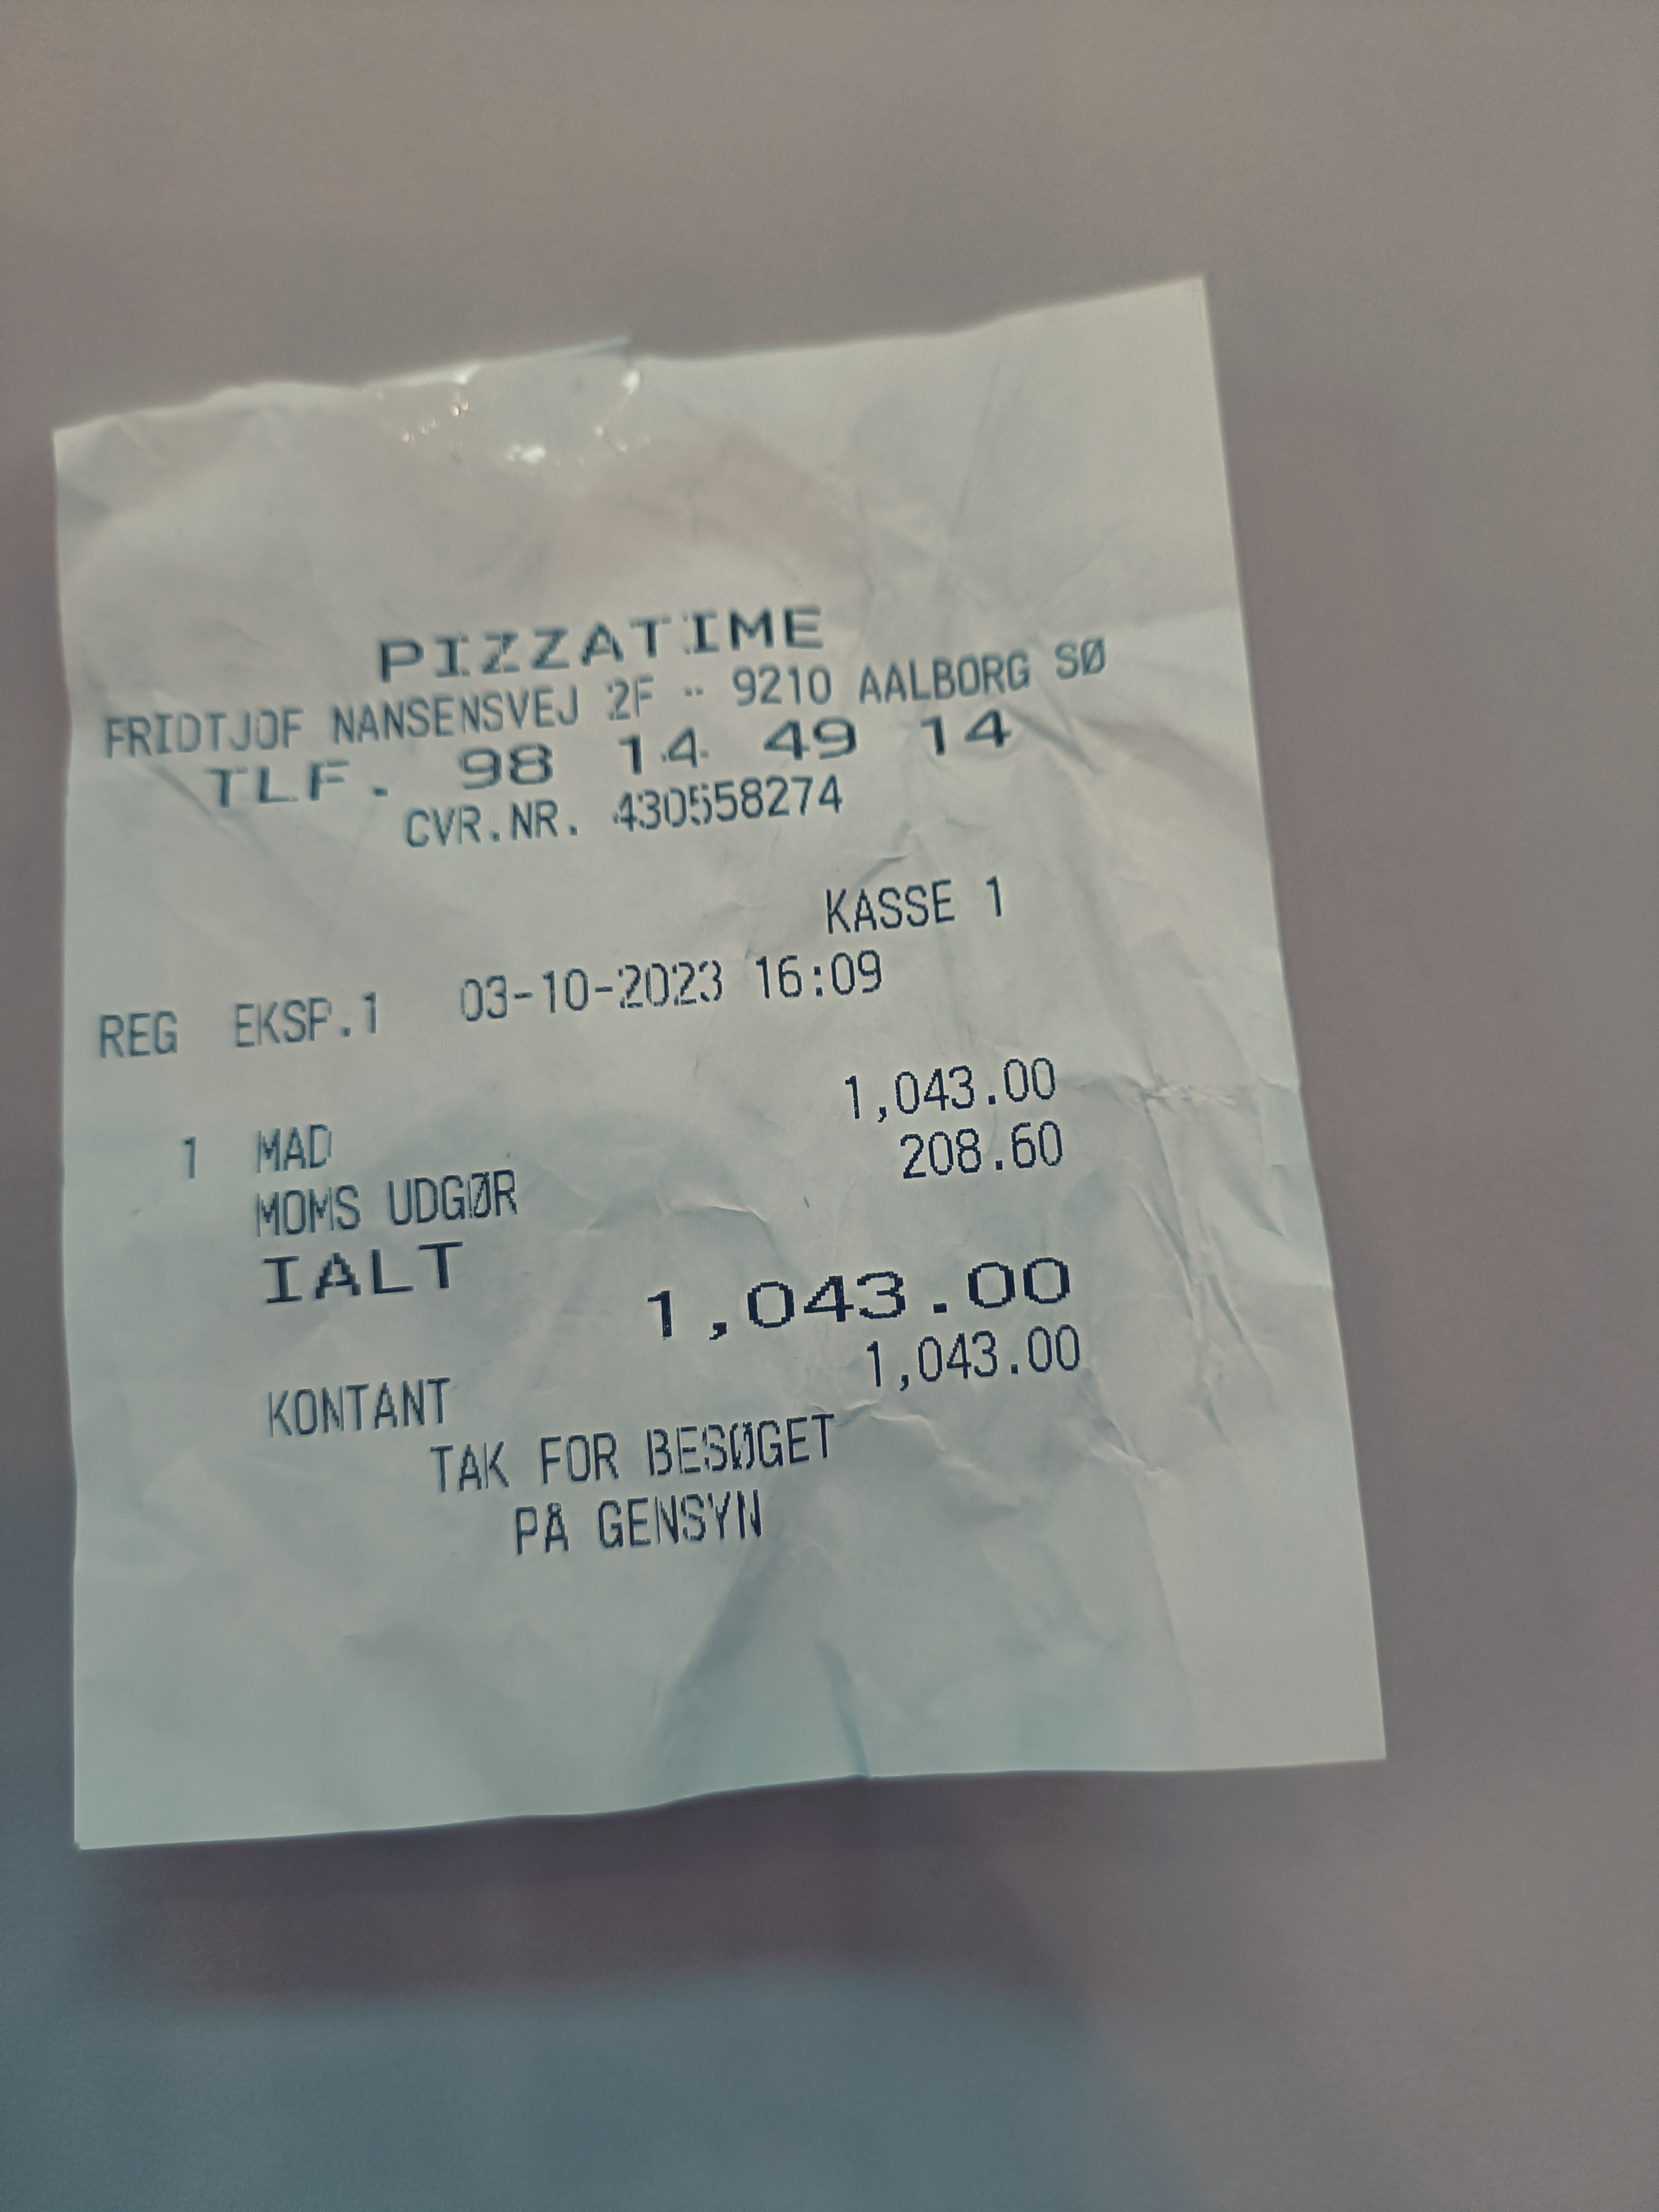 PIZZATIME
FRIDTJOF NANSENSVEJ 2F - 9210 AALBORG SØ
TLF. 98 14 49 14
CVR.NR. 430558274
KASSE 1
REG EKSP.1 03-10-2023 16:09
1 MAD 1,043.00
MOMS UDGØR 208.60
IALT 1,043.00
KONTANT 1,043.00
TAK FOR BESØGET
PÅ GENSYN